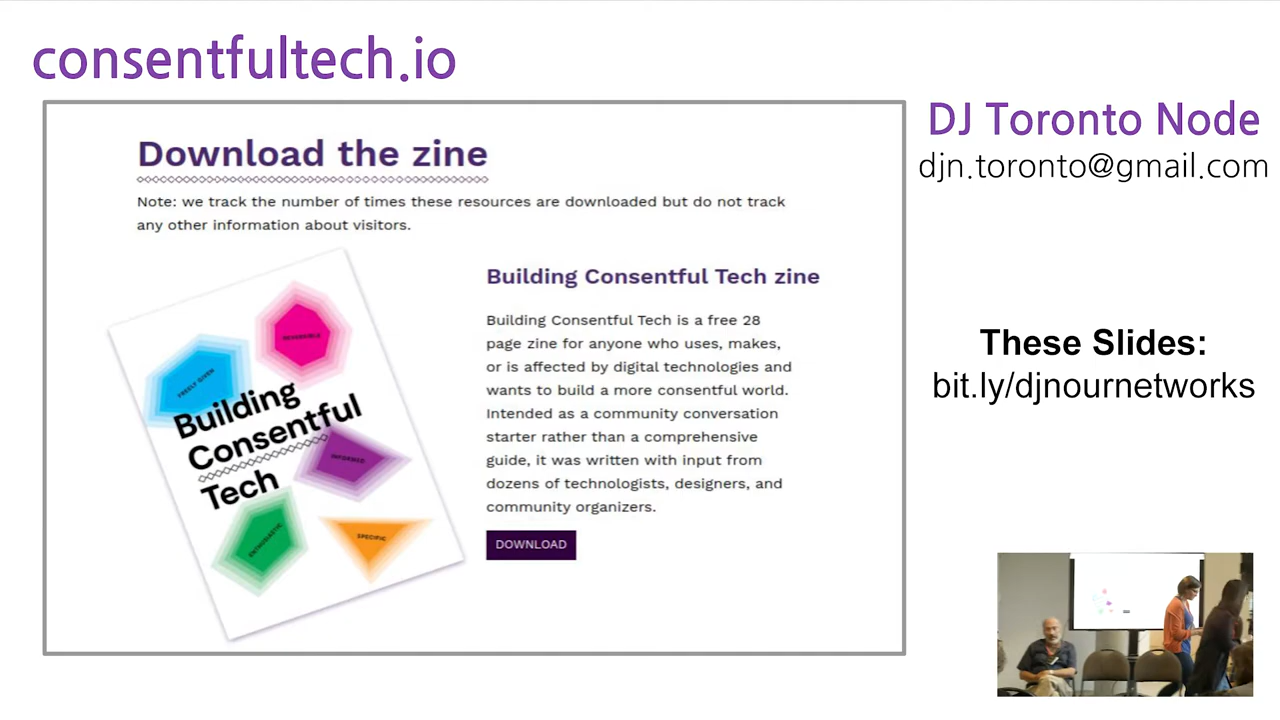 consentfultech.io
Download the zine
Note: we track the number of times these resources are downloaded but do not track
any other information about visitors.
FREELY GIVEN
REVERSIBLE
Building
Consentful
Tech
INFORMED
ENTHUSIASTIC
SPECIFIC
Building Consentful Tech zine
Building Consentful Tech is a free 28
page zine for anyone who uses, makes,
or is affected by digital technologies and
wants to build a more consentful world.
Intended as a community conversation
starter rather than a comprehensive
guide, it was written with input from
dozens of technologists, designers, and
community organizers.
DOWNLOAD
DJ Toronto Node
djn.toronto@gmail.com
These Slides:
bit.ly/djnournetworks